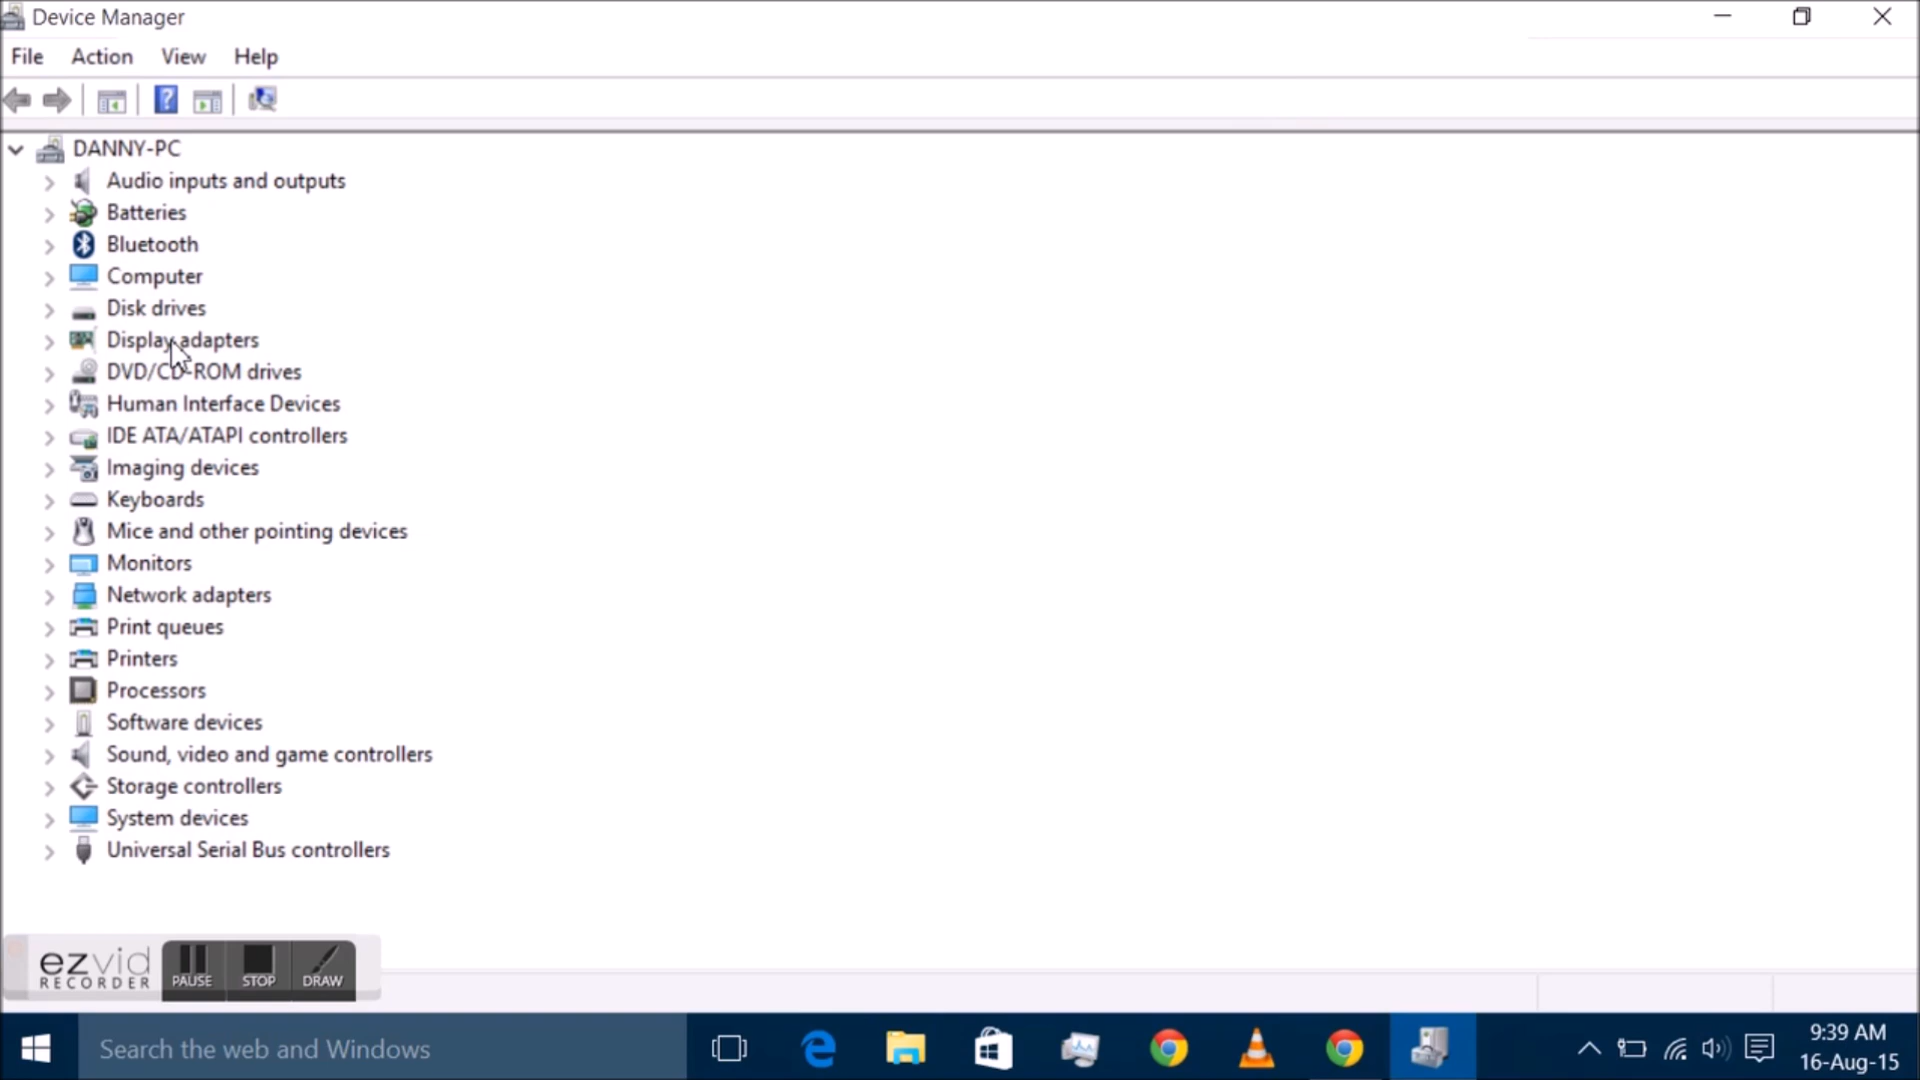 Device Manager
File Action View Help
DANNY-PC
Audio inputs and outputs
Batteries
Bluetooth
Computer
Disk drives
Display adapters
DVD/CD-ROM drives
Human Interface Devices
IDE ATA/ATAPI controllers
Imaging devices
Keyboards
Mice and other pointing devices
Monitors
Network adapters
Print queues
Printers
Processors
Software devices
Sound, video and game controllers
Storage controllers
System devices
Universal Serial Bus controllers
ezvid
RECORDER
PAUSE STOP DRAW
Search the web and Windows
9:39 AM
16-Aug-15